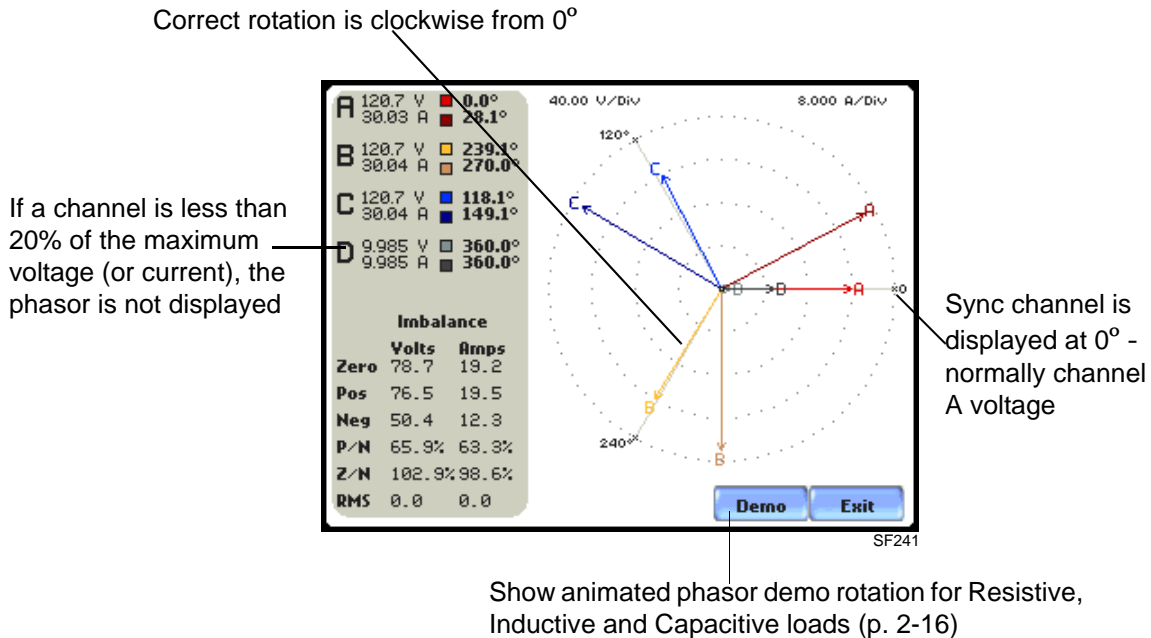 Correct rotation is clockwise from 0°
A 120.7 V 0.0°
30.03 A 28.1°
B 120.7 V 239.1°
30.04 A 270.0°
C 120.7 V 118.1°
30.04 A 149.1°
D 9.985 V 360.0°
9.985 A 360.0°
Imbalance
Volts Amps
Zero 78.7 19.2
Pos 76.5 19.5
Neg 50.4 12.3
P/N 65.9% 63.3%
Z/N 102.9% 98.6%
RMS 0.0 0.0
40.00 V/Div 8.000 A/Div
120°
C
C
A
D D A 0
B
240°
B
Demo Exit
SF241
If a channel is less than
20% of the maximum
voltage (or current), the
phasor is not displayed
Sync channel is
displayed at 0° -
normally channel
A voltage
Show animated phasor demo rotation for Resistive,
Inductive and Capacitive loads (p. 2-16)